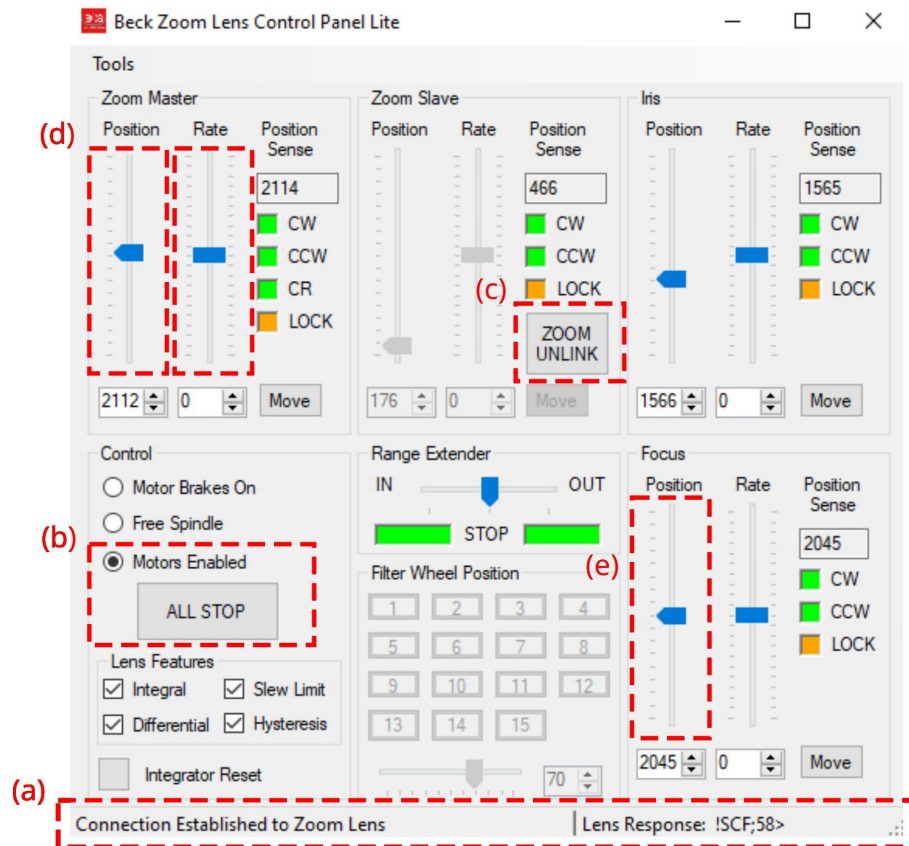 Beck Zoom Lens Control Panel Lite
Tools
Zoom Master
(d)
Position
Rate
Position
Sense
2114
CW
CCW
CR
LOCK
2112
0
Move
Zoom Slave
Position
Rate
Position
Sense
466
CW
CCW
LOCK
(c)
ZOOM
UNLINK
176
0
Move
Iris
Position
Rate
Position
Sense
1565
CW
CCW
LOCK
1566
0
Move
Control
Motor Brakes On
Free Spindle
(b)
Motors Enabled
ALL STOP
Lens Features
Integral
Slew Limit
Differential
Hysteresis
Integrator Reset
Range Extender
IN
OUT
STOP
Filter Wheel Position
1 2 3 4
5 6 7 8
9 10 11 12
13 14 15
70
Focus
(e)
Position
Rate
Position
Sense
2045
CW
CCW
LOCK
2045
0
Move
(a)
Connection Established to Zoom Lens
Lens Response: !SCF;58>